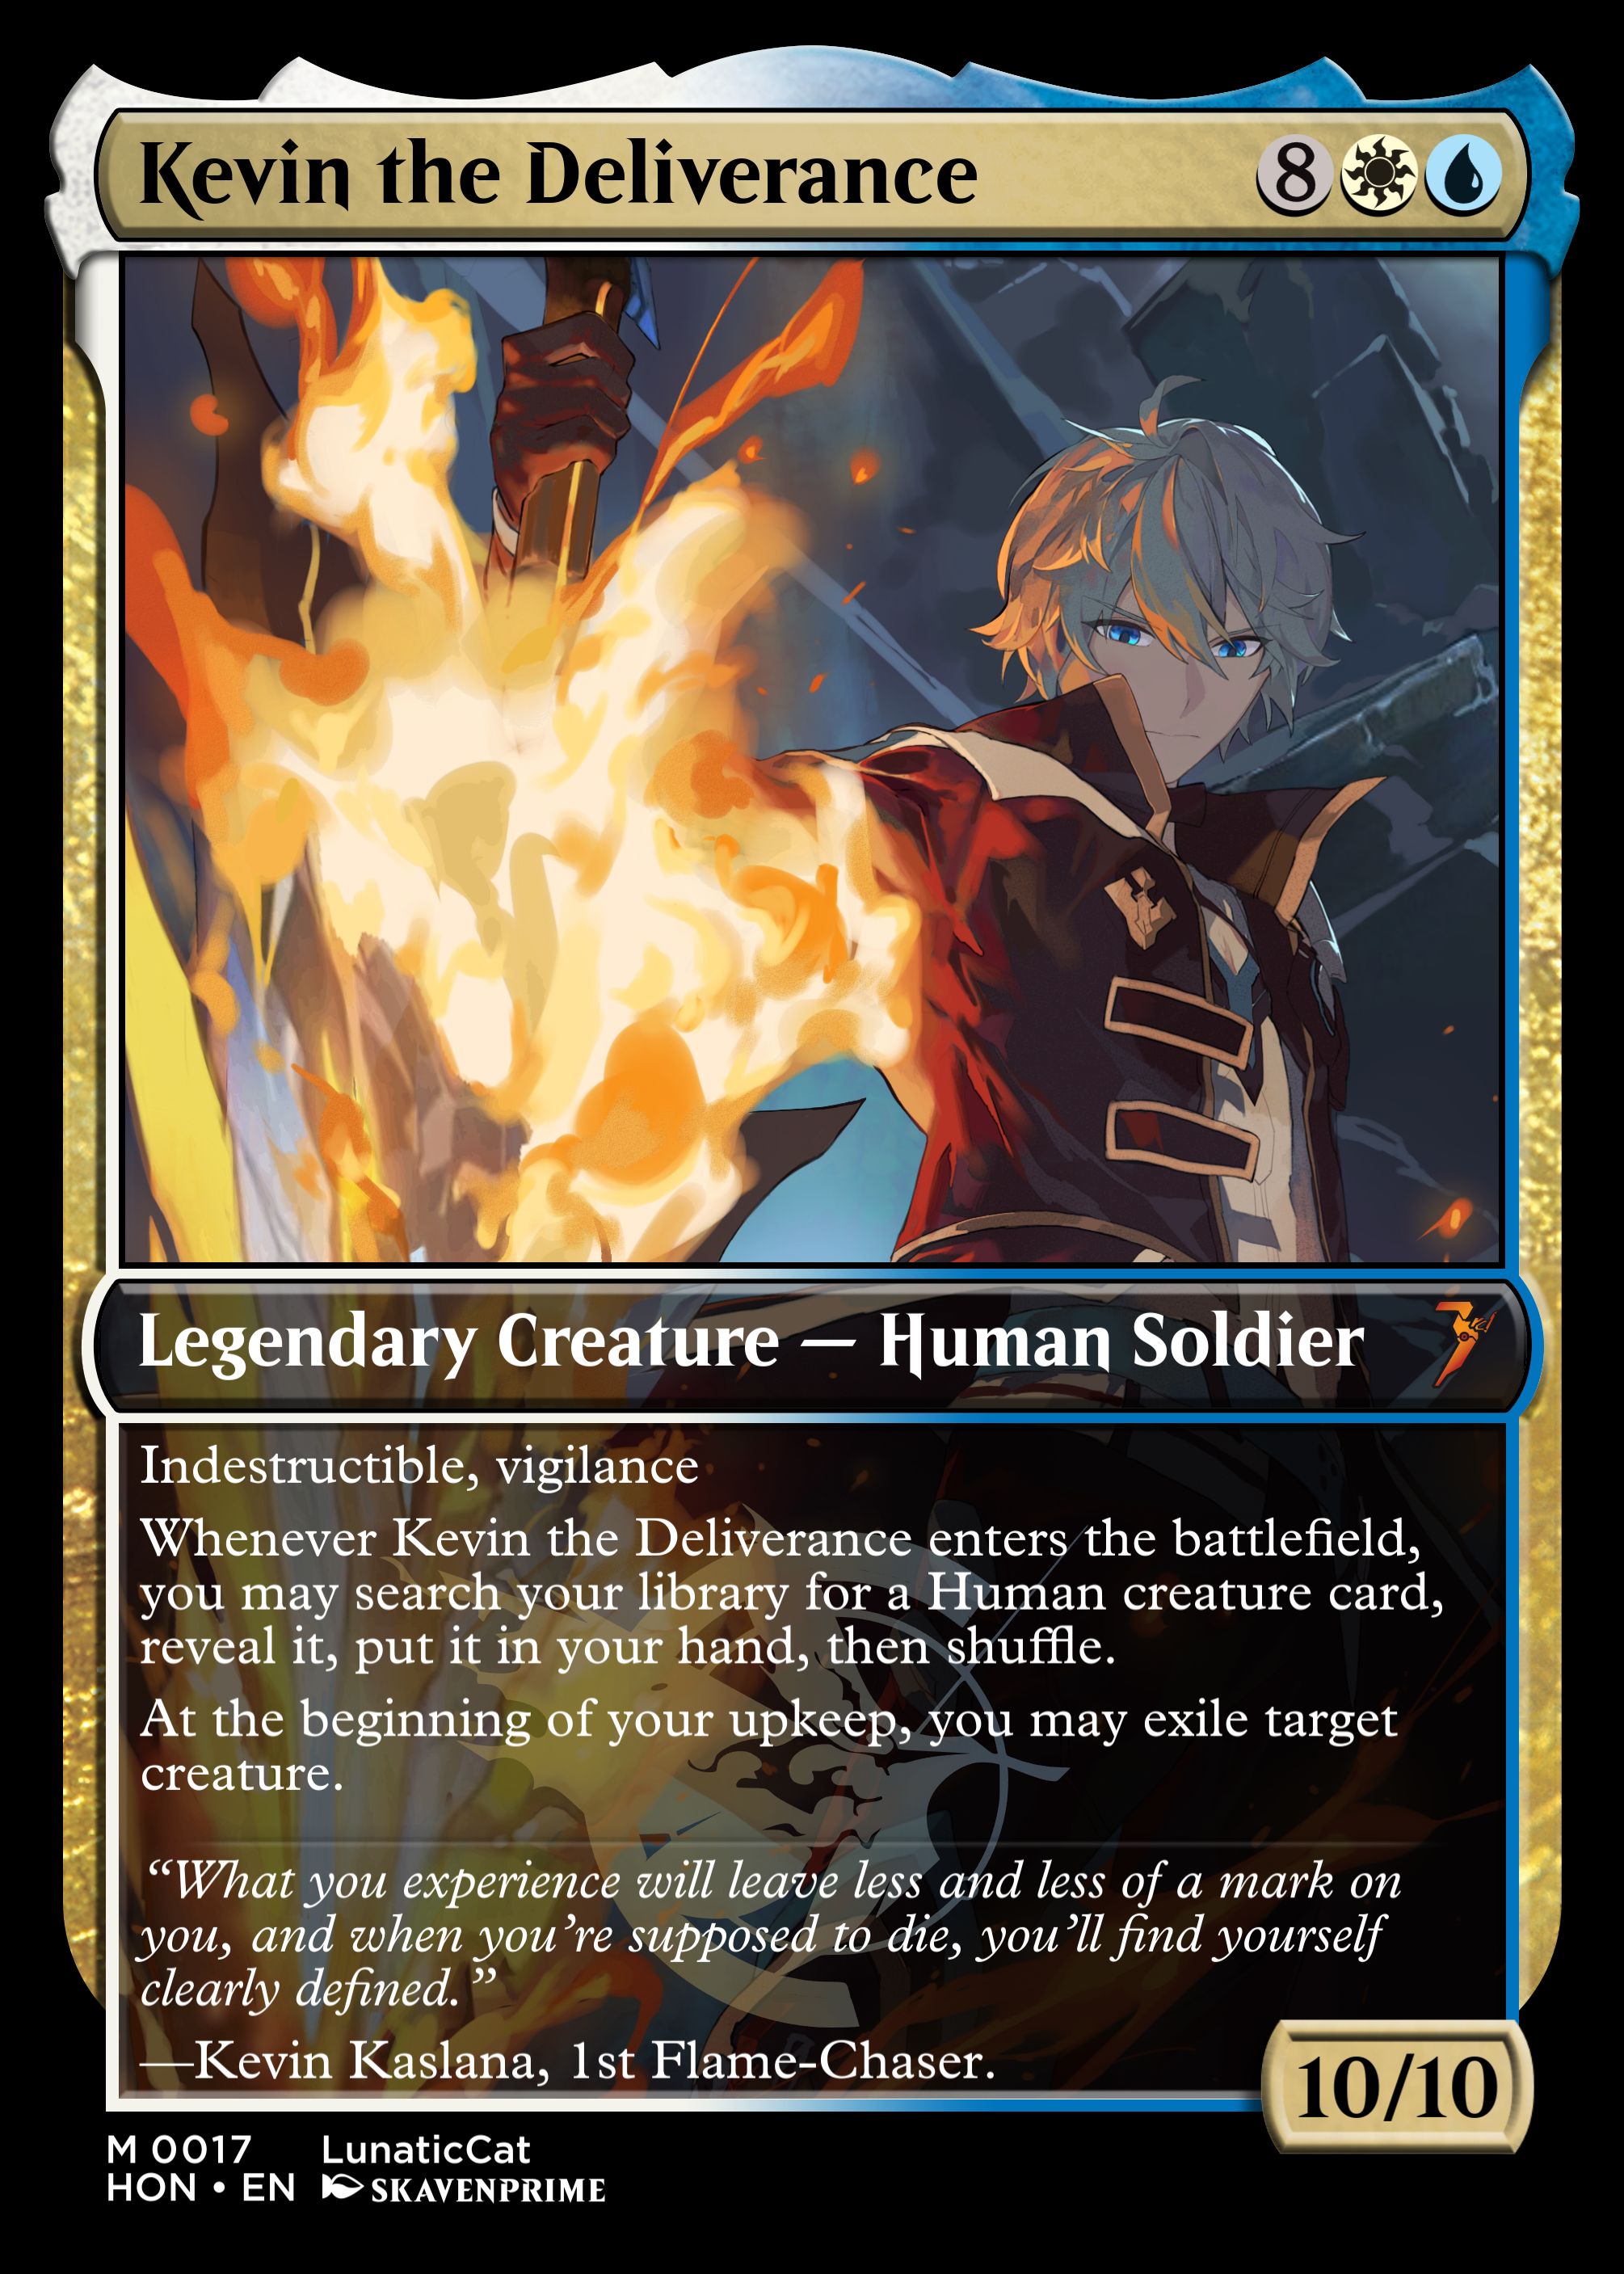 Kevin the Deliverance 8
Legendary Creature — Human Soldier
Indestructible, vigilance
Whenever Kevin the Deliverance enters the battlefield,
you may search your library for a Human creature card,
reveal it, put it in your hand, then shuffle.
At the beginning of your upkeep, you may exile target
creature.
“What you experience will leave less and less of a mark on
you, and when you’re supposed to die, you’ll find yourself
clearly defined.”
—Kevin Kaslana, 1st Flame-Chaser.
10/10
M 0017 LunaticCat
HON • EN SKAVENPRIME